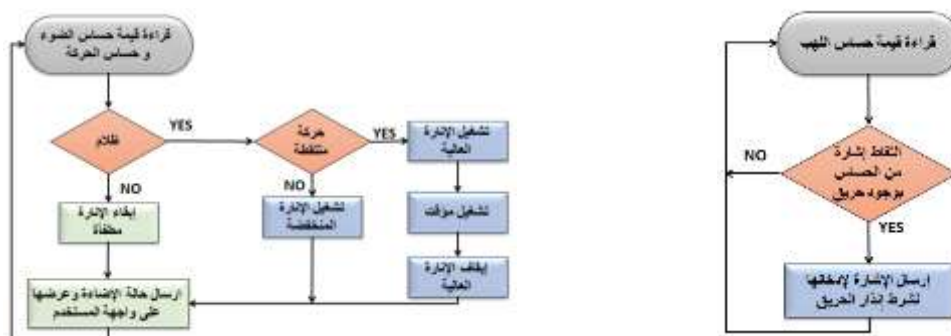 قراءة قيمة حساس الضوء
و حساس الحركة
ظلام
YES
حركة
ملتقطة
YES
تشغيل الإنارة
العالية
NO
إبقاء الإنارة
مطفأة
NO
تشغيل الإنارة
المنخفضة
تشغيل مؤقت
إيقاف الإنارة
العالية
ارسال حالة الإضاءة وعرضها
على واجهة المستخدم
قراءة قيمة حساس اللهب
NO
التقاط إشارة
من الحساس
بوجود حريق
YES
إرسال الإشارة لإدخالها
لشرط إنذار الحريق